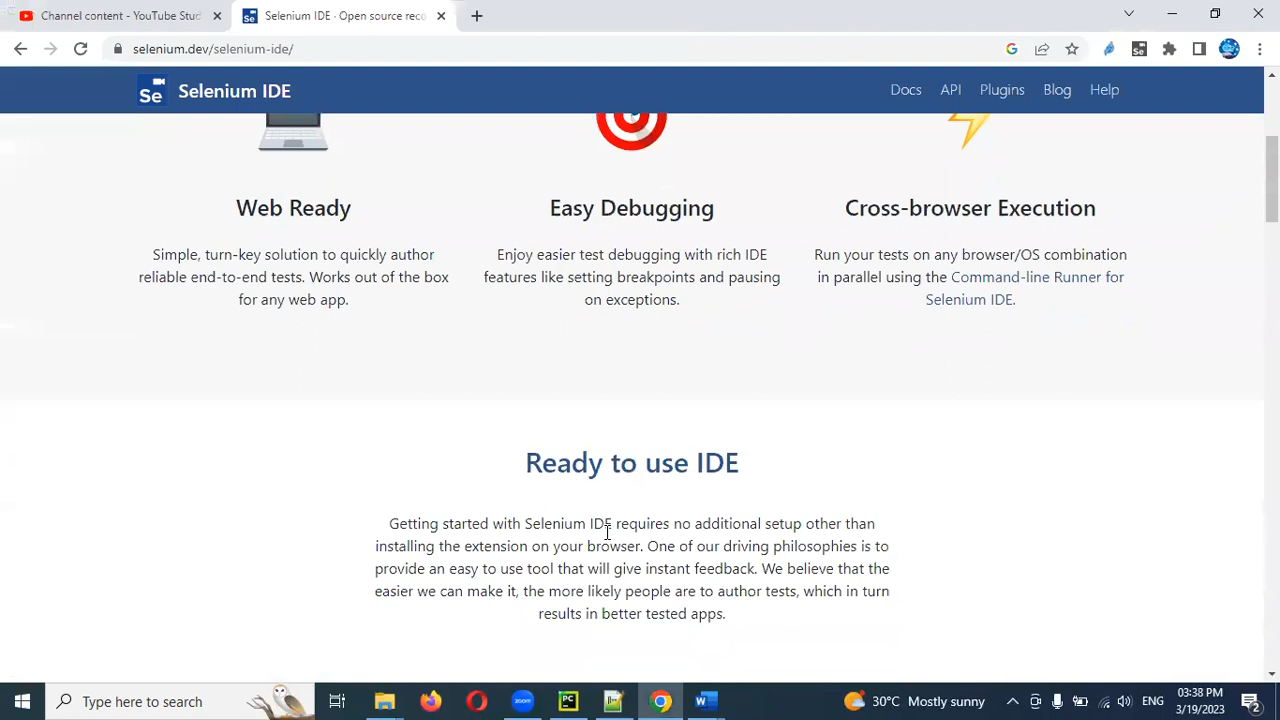 Channel content - YouTube Stud
Selenium IDE · Open source reco
selenium.dev/selenium-ide/
Se
Selenium IDE
Docs
API
Plugins
Blog
Help
Web Ready
Simple, turn-key solution to quickly author
reliable end-to-end tests. Works out of the box
for any web app.
Easy Debugging
Enjoy easier test debugging with rich IDE
features like setting breakpoints and pausing
on exceptions.
Cross-browser Execution
Run your tests on any browser/OS combination
in parallel using the Command-line Runner for
Selenium IDE.
Ready to use IDE
Getting started with Selenium IDE requires no additional setup other than
installing the extension on your browser. One of our driving philosophies is to
provide an easy to use tool that will give instant feedback. We believe that the
easier we can make it, the more likely people are to author tests, which in turn
results in better tested apps.
Type here to search
zoom
PC
30°C Mostly sunny
ENG
03:38 PM
3/19/2023
2